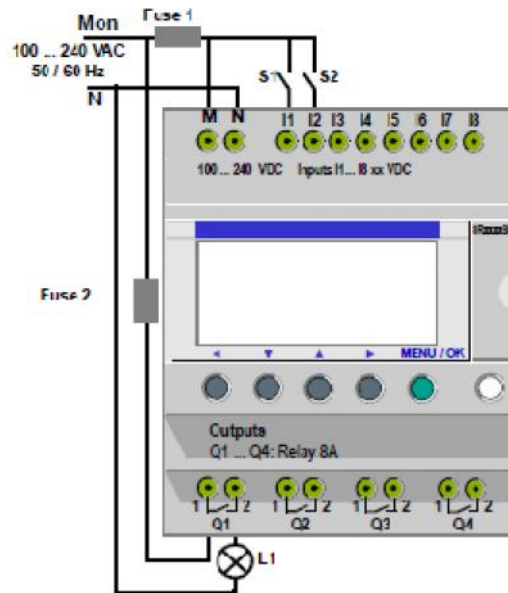 Fuse 1
Mon
100 ... 240 VAC
50 / 60 Hz
N
S1 S2
M N I1 I2 I3 I4 I5 I6 I7 I8
100 ... 240 VDC Inputs I1... I8 xx VDC
Fuse 2
MENU / OK
Outputs
Q1 ... Q4: Relay 8A
1 2 1 2 1 2 1 2
Q1 Q2 Q3 Q4
L1